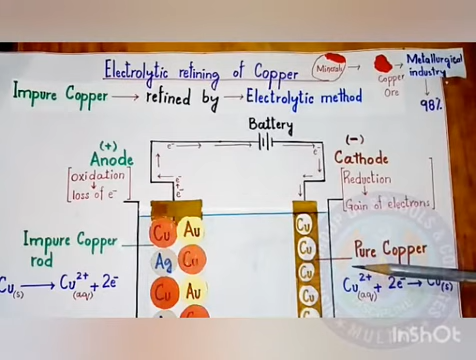 Electrolytic refining of Copper
Minerals → Copper Ore → Metallurgical industry
↓
98%
Impure Copper → refined by → Electrolytic method
Battery
e⁻
e⁻
(+)
Anode
(-)
Cathode
[oxidation
↓
loss of e⁻]
e⁻
e⁻
[Reduction
↓
Gain of electrons]
Cu Au
Cu
Impure Copper rod
Cu
Ag Cu
Cu
Pure Copper
Cu(s) → Cu²⁺(aq) + 2e⁻
Cu Au
Cu
Cu²⁺(aq) + 2e⁻ → Cu(s)
Cu
InShOt